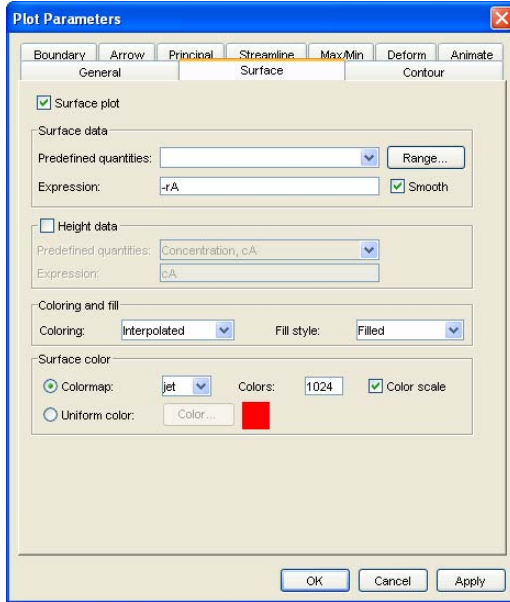 Plot Parameters
Boundary Arrow Principal Streamline Max/Min Deform Animate
General Surface Contour
Surface plot
Surface data
Predefined quantities: Range...
Expression: -rA Smooth
Height data
Predefined quantities: Concentration, cA
Expression: cA
Coloring and fill
Coloring: Interpolated Fill style: Filled
Surface color
Colormap: jet Colors: 1024 Color scale
Uniform color: Color...
OK Cancel Apply